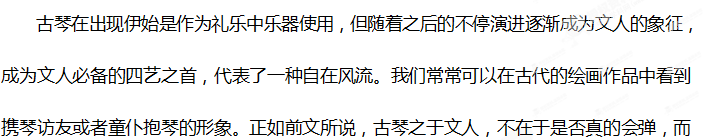 古琴在出现伊始是作为礼乐中乐器使用，但随着之后的不停演进逐渐成为文人的象征，
成为文人必备的四艺之首，代表了一种自在风流。我们常常可以在古代的绘画作品中看到
携琴访友或者童仆抱琴的形象。正如前文所说，古琴之于文人，不在于是否真的会弹，而